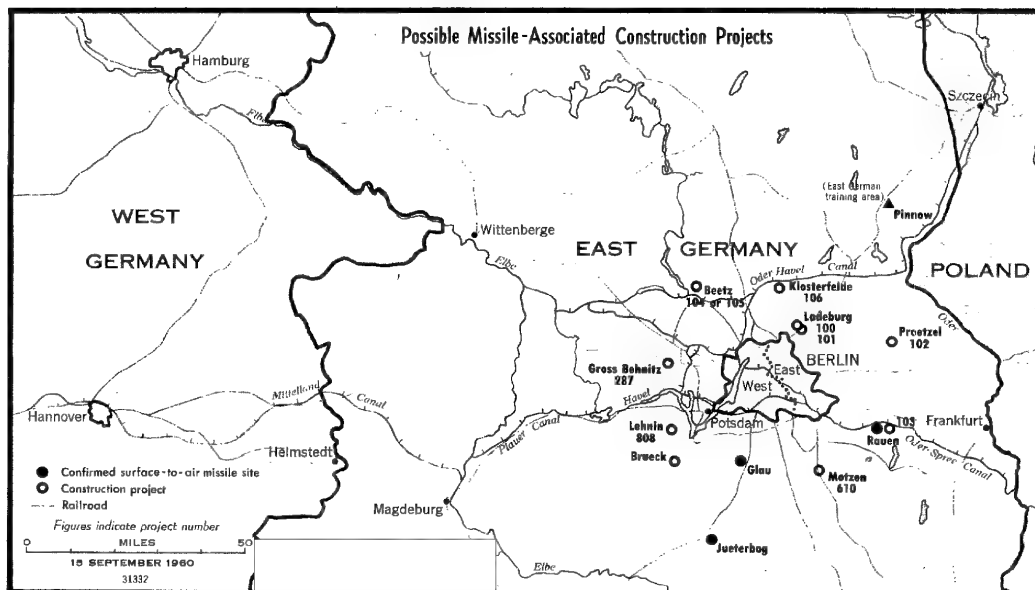 Possible Missile-Associated Construction Projects
Hamburg
Elbe
Szczecin
(East German
training area)
Pinnow
WEST
GERMANY
Wittenberge
EAST GERMANY
POLAND
Elbe
Oder Havel Canal
Oder
Beetz
104 or 105
Klosterfelde
106
Ladeburg
100
101
Proetzel
102
BERLIN
East
West
Gross Behnitz
287
Mittelland Canal
Hannover
Havel
Plauer Canal
Potsdam
Lehnin
808
103
Rauen
Frankfurt
Oder-Spree Canal
Helmstedt
Brueck
Glau
Motzen
610
Magdeburg
Jueterbog
Elbe
Confirmed surface-to-air missile site
Construction project
Railroad
Figures indicate project number
0 MILES 50
15 SEPTEMBER 1960
31332